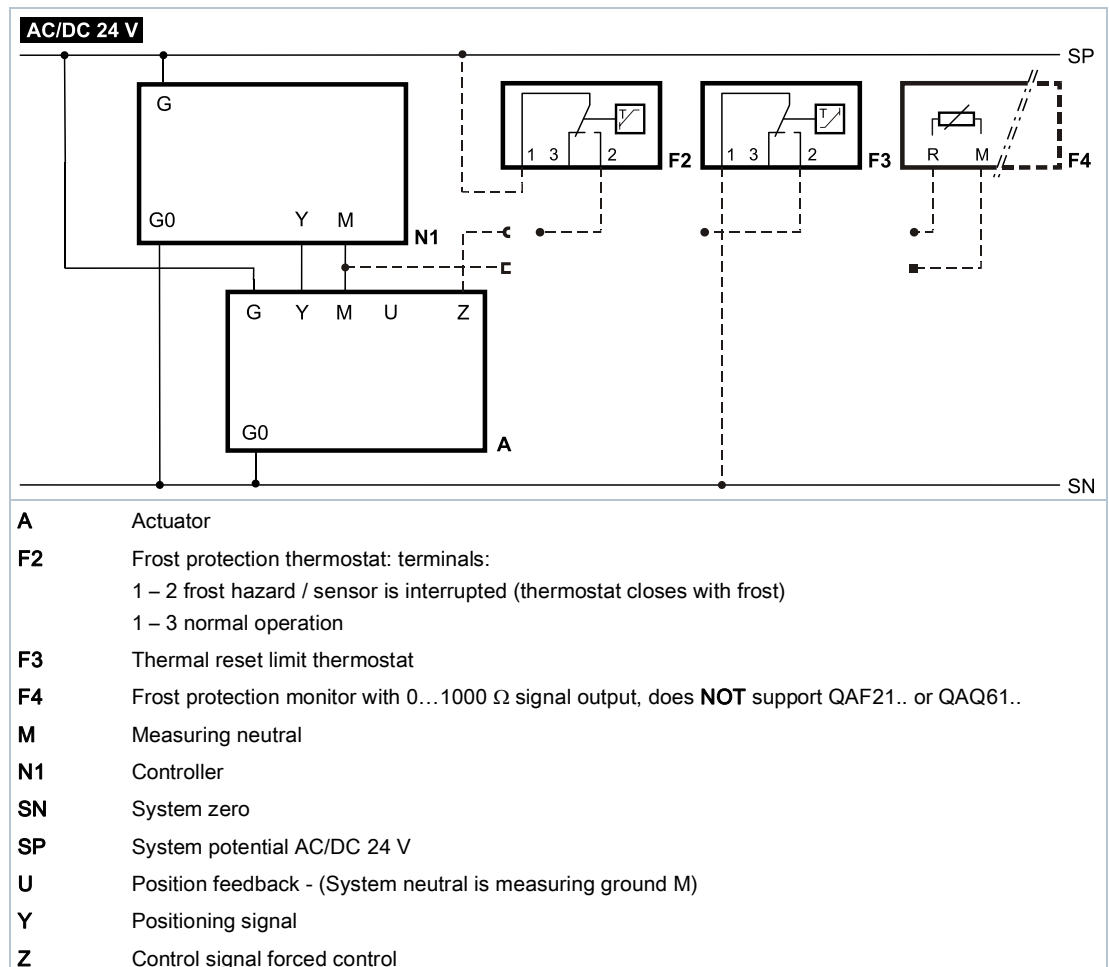 AC/DC 24 V
SP
G
G0 Y M
N1
1 3 2
T
F2
1 3 2
T
F3
R M
F4
G Y M U Z
G0
A
SN
A Actuator
F2 Frost protection thermostat: terminals:
1 – 2 frost hazard / sensor is interrupted (thermostat closes with frost)
1 – 3 normal operation
F3 Thermal reset limit thermostat
F4 Frost protection monitor with 0…1000 Ω signal output, does NOT support QAF21.. or QAQ61..
M Measuring neutral
N1 Controller
SN System zero
SP System potential AC/DC 24 V
U Position feedback - (System neutral is measuring ground M)
Y Positioning signal
Z Control signal forced control